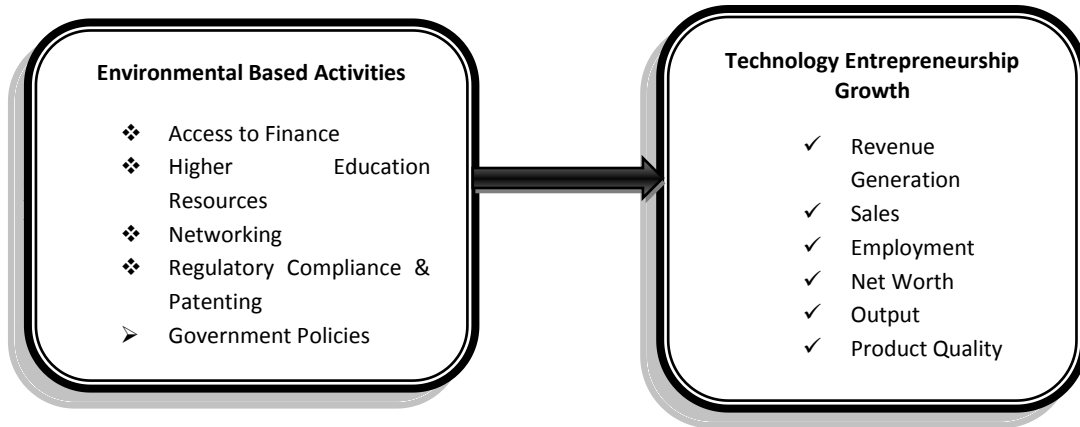 Environmental Based Activities
❖ Access to Finance
❖ Higher Education
Resources
❖ Networking
❖ Regulatory Compliance &
Patenting
➢ Government Policies
Technology Entrepreneurship
Growth
✓ Revenue
Generation
✓ Sales
✓ Employment
✓ Net Worth
✓ Output
✓ Product Quality